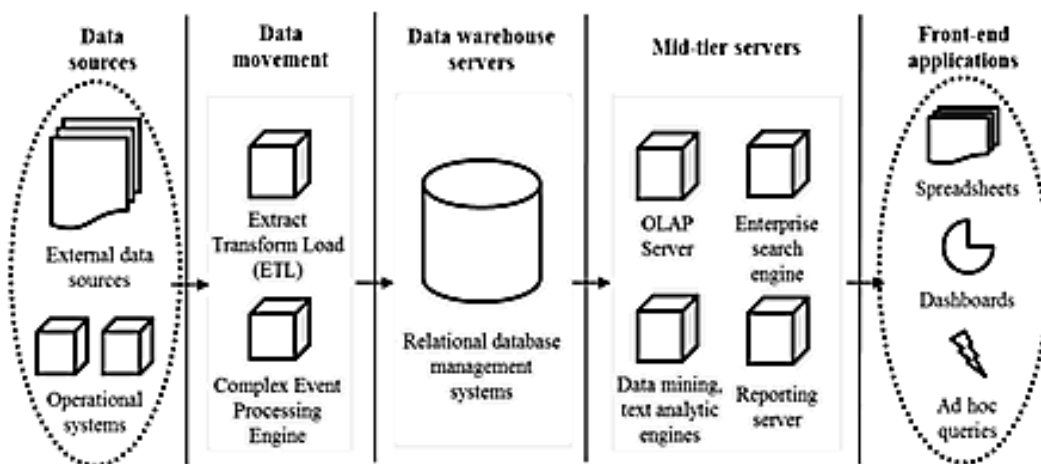 Data
sources
External data
sources
Operational
systems
Data
movement
Extract
Transform Load
(ETL)
Complex Event
Processing
Engine
Data warehouse
servers
Relational database
management
systems
Mid-tier servers
OLAP
Server
Enterprise
search
engine
Data mining,
text analytic
engines
Reporting
server
Front-end
applications
Spreadsheets
Dashboards
Ad hoc
queries